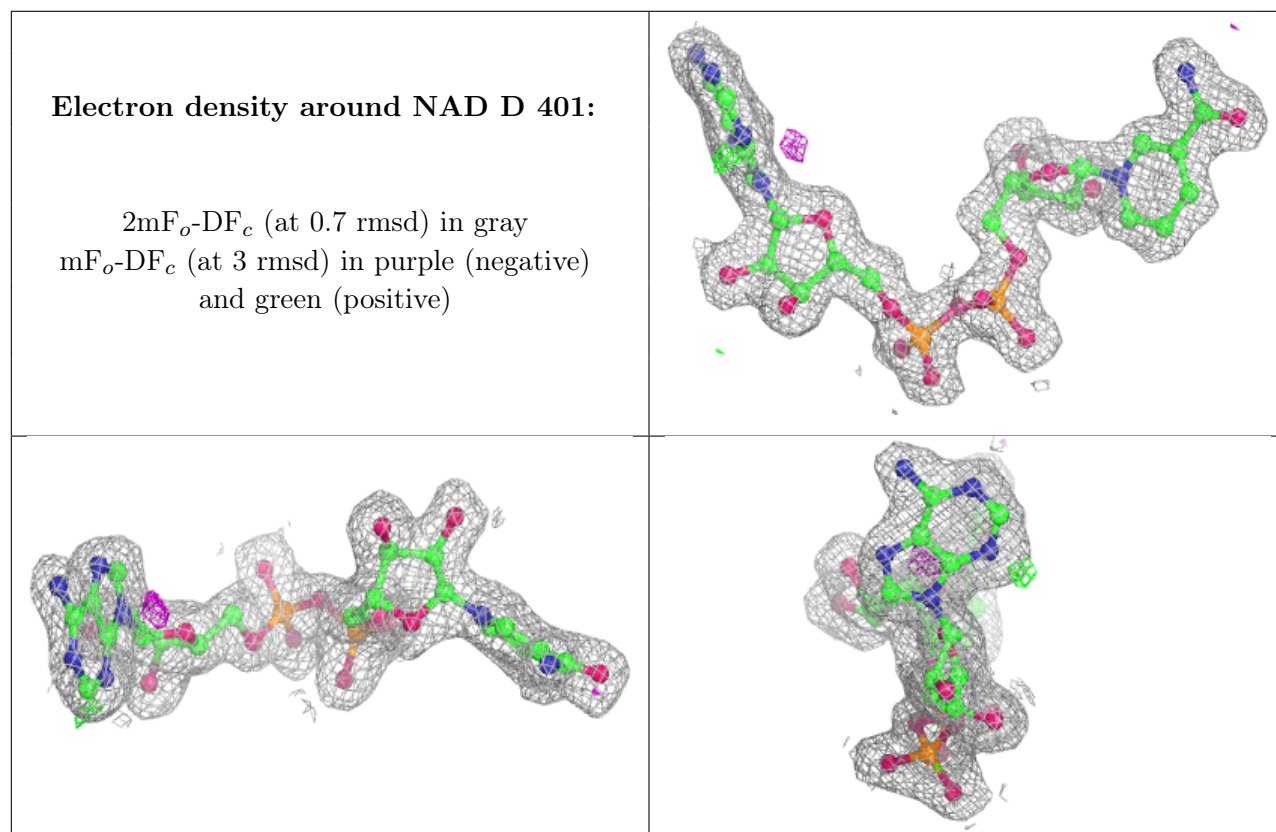 Electron density around NAD D 401:
2mFo-DFc (at 0.7 rmsd) in gray
mFo-DFc (at 3 rmsd) in purple (negative)
and green (positive)